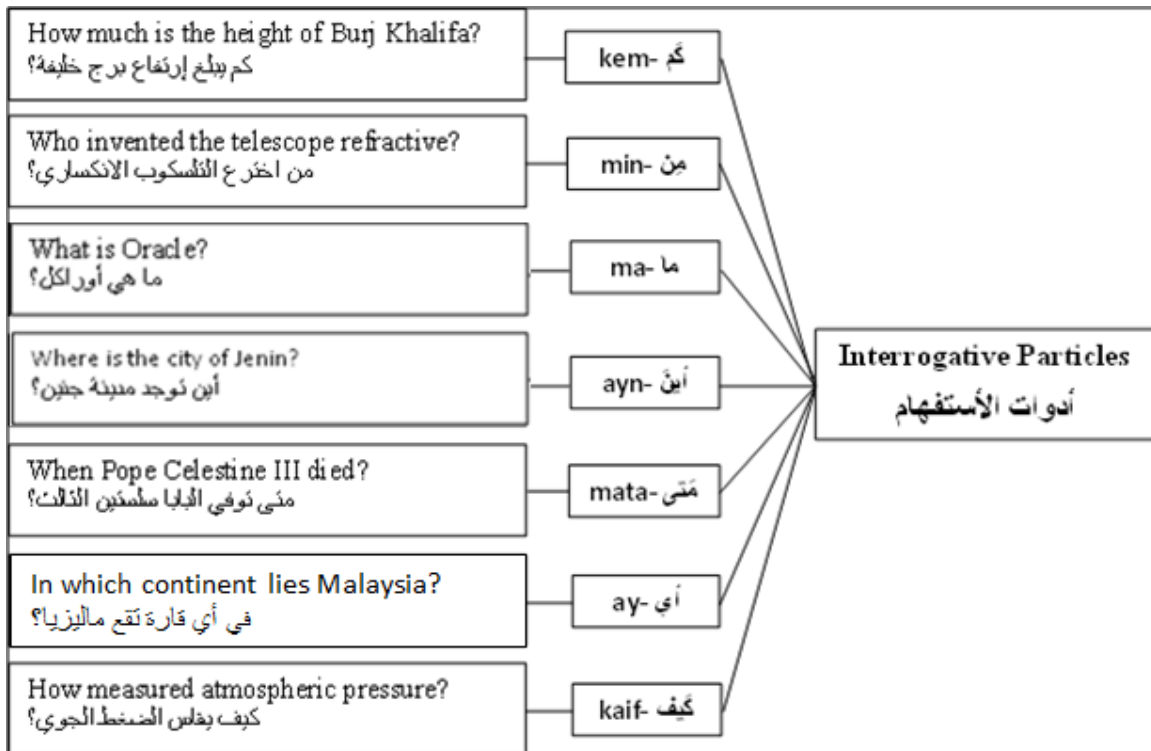 How much is the height of Burj Khalifa?
كم يبلغ إرتفاع برج خليفة؟
kem- كَم
Who invented the telescope refractive?
من اخترع التلسكوب الانكساري؟
min- مِن
What is Oracle?
ما هي أوراكل؟
ma- ما
Where is the city of Jenin?
أين توجد مدينة جنين؟
ayn- أينَ
When Pope Celestine III died?
متى توفي البابا سلستين الثالث؟
mata- مَتى
In which continent lies Malaysia?
في أي قارة تقع ماليزيا؟
ay- أي
How measured atmospheric pressure?
كيف يقاس الضغط الجوي؟
kaif- كَيف
Interrogative Particles
أدوات الأستفهام